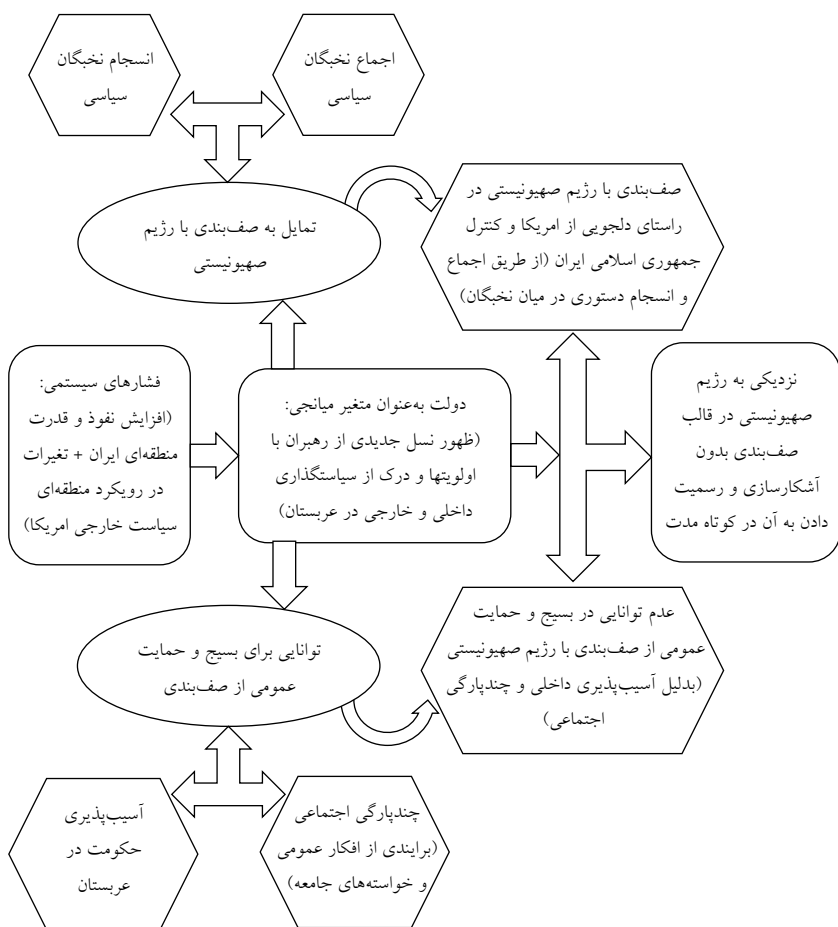 اجماع نخبگان
سیاسی
انسجام نخبگان
سیاسی
صف‌بندی با رژیم صهیونیستی در
راستای دلجویی از امریکا و کنترل
جمهوری اسلامی ایران (از طریق اجماع
و انسجام دستوری در میان نخبگان)
تمایل به صف‌بندی با رژیم
صهیونیستی
نزدیکی به رژیم
صهیونیستی در قالب
صف‌بندی بدون
آشکارسازی و رسمیت
دادن به آن در کوتاه مدت
دولت به‌عنوان متغیر میانجی:
(ظهور نسل جدیدی از رهبران با
اولویتها و درک از سیاستگذاری
داخلی و خارجی در عربستان)
فشارهای سیستمی:
(افزایش نفوذ و قدرت
منطقه‌ای ایران + تغیرات
در رویکرد منطقه‌ای
سیاست خارجی امریکا)
عدم توانایی در بسیج و حمایت
عمومی از صف‌بندی با رژیم صهیونیستی
(بدلیل آسیب‌پذیری داخلی و چندپارگی
اجتماعی)
توانایی برای بسیج و حمایت
عمومی از صف‌بندی
چندپارگی اجتماعی
(برایندی از افکار عمومی
و خواسته‌های جامعه)
آسیب‌پذیری
حکومت در
عربستان